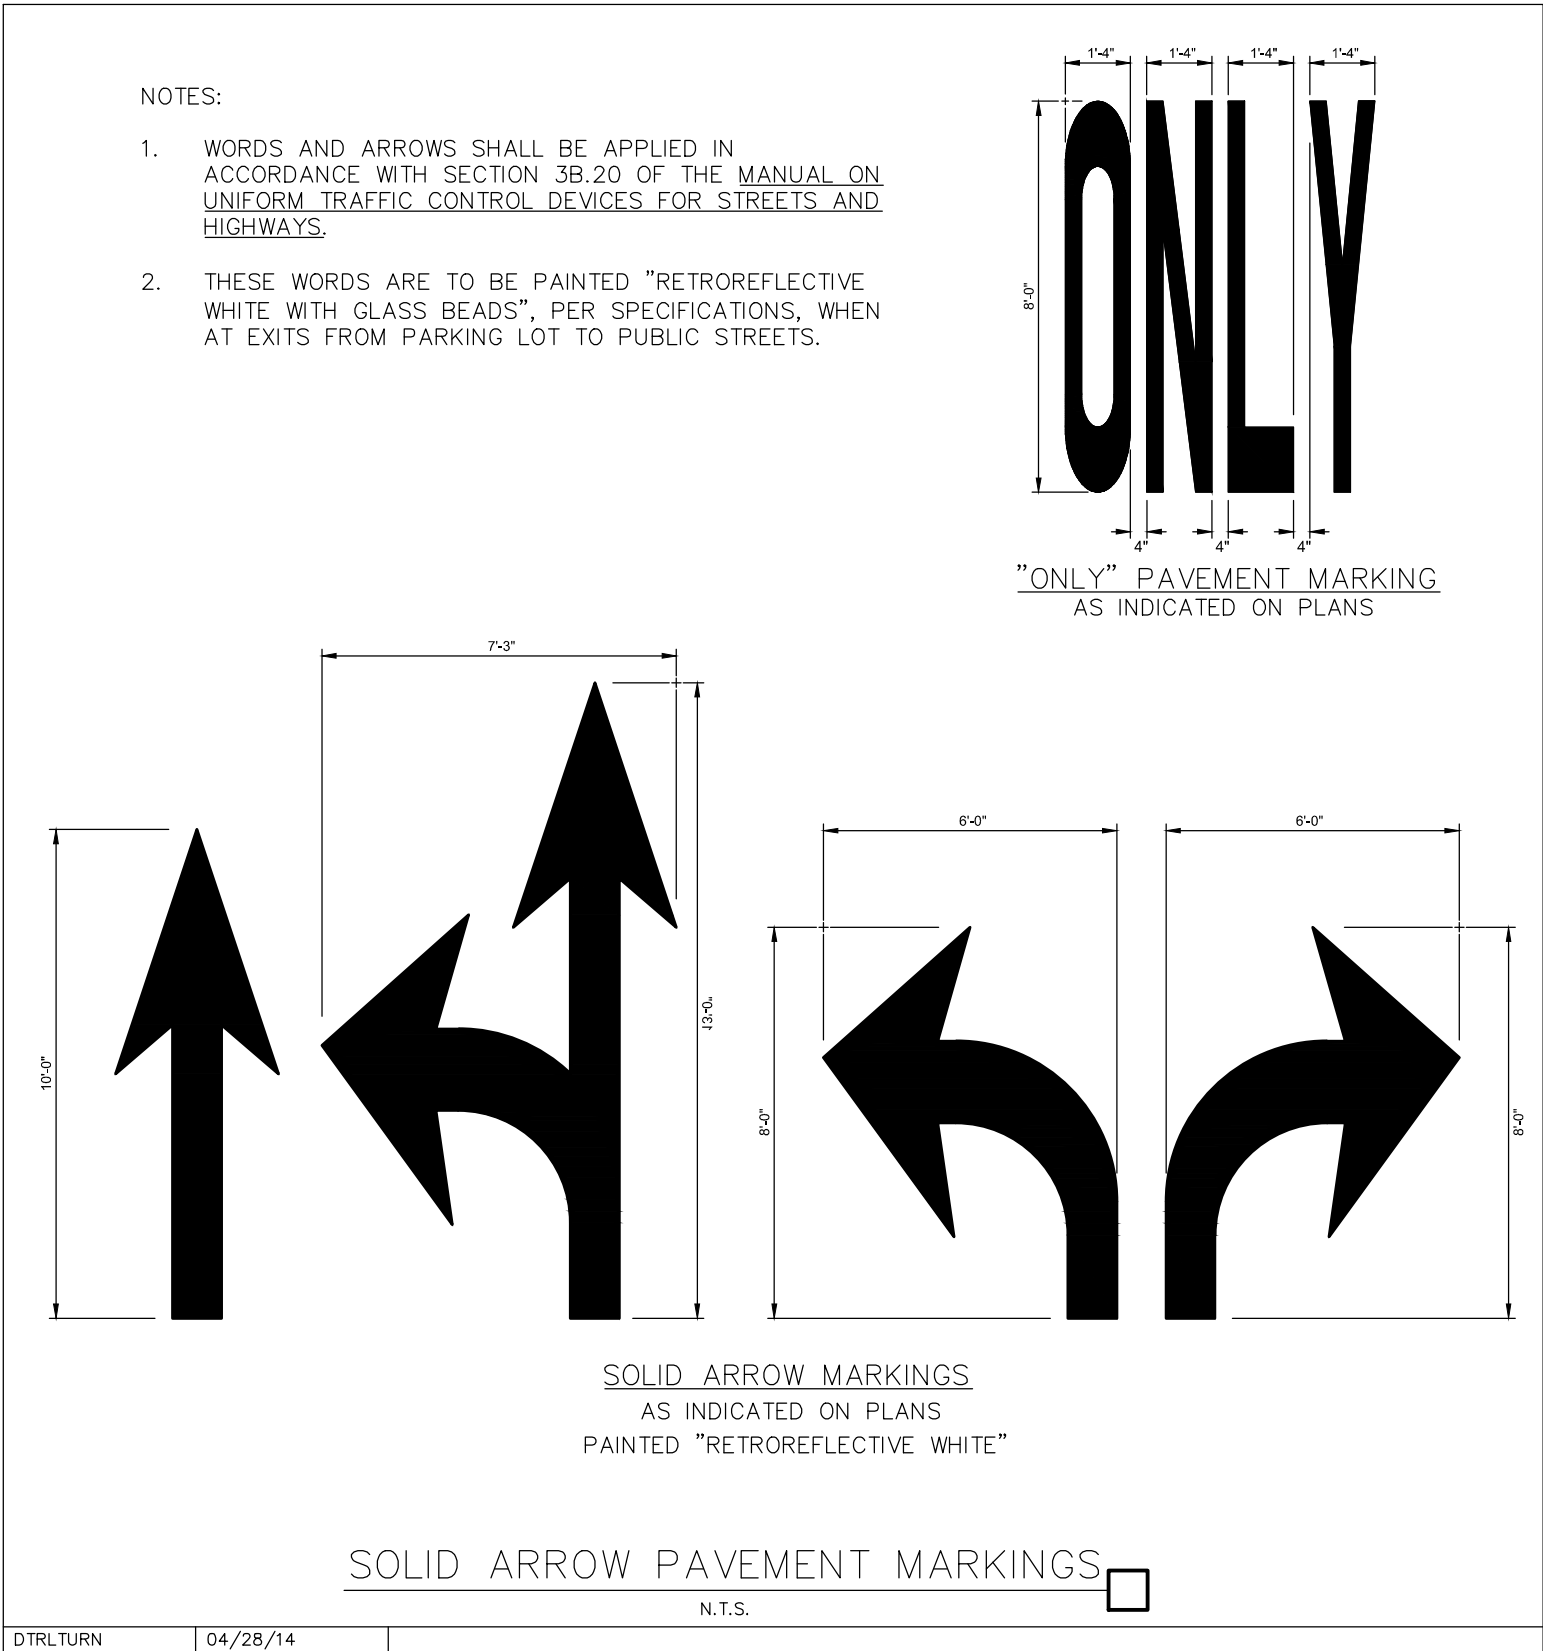 NOTES:
1. WORDS AND ARROWS SHALL BE APPLIED IN
ACCORDANCE WITH SECTION 3B.20 OF THE MANUAL ON
UNIFORM TRAFFIC CONTROL DEVICES FOR STREETS AND
HIGHWAYS.
2. THESE WORDS ARE TO BE PAINTED "RETROREFLECTIVE
WHITE WITH GLASS BEADS", PER SPECIFICATIONS, WHEN
AT EXITS FROM PARKING LOT TO PUBLIC STREETS.
1'-4" 1'-4" 1'-4" 1'-4"
8'-0"
ONLY
4" 4" 4"
"ONLY" PAVEMENT MARKING
AS INDICATED ON PLANS
7'-3"
10'-0"
13'-0"
6'-0" 6'-0"
8'-0"
8'-0"
SOLID ARROW MARKINGS
AS INDICATED ON PLANS
PAINTED "RETROREFLECTIVE WHITE"
SOLID ARROW PAVEMENT MARKINGS
N.T.S.
DTRLTURN 04/28/14